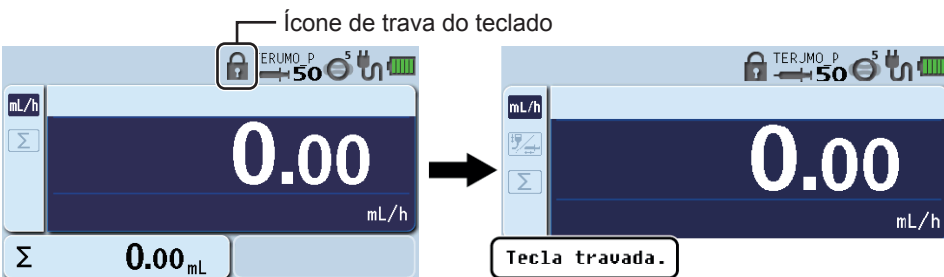 Ícone de trava do teclado
TERUMO_P
50
5
mL/h
Σ
0.00
mL/h
Σ 0.00 mL
TERJMO_P
50
5
mL/h
Σ
0.00
mL/h
Tecla travada.